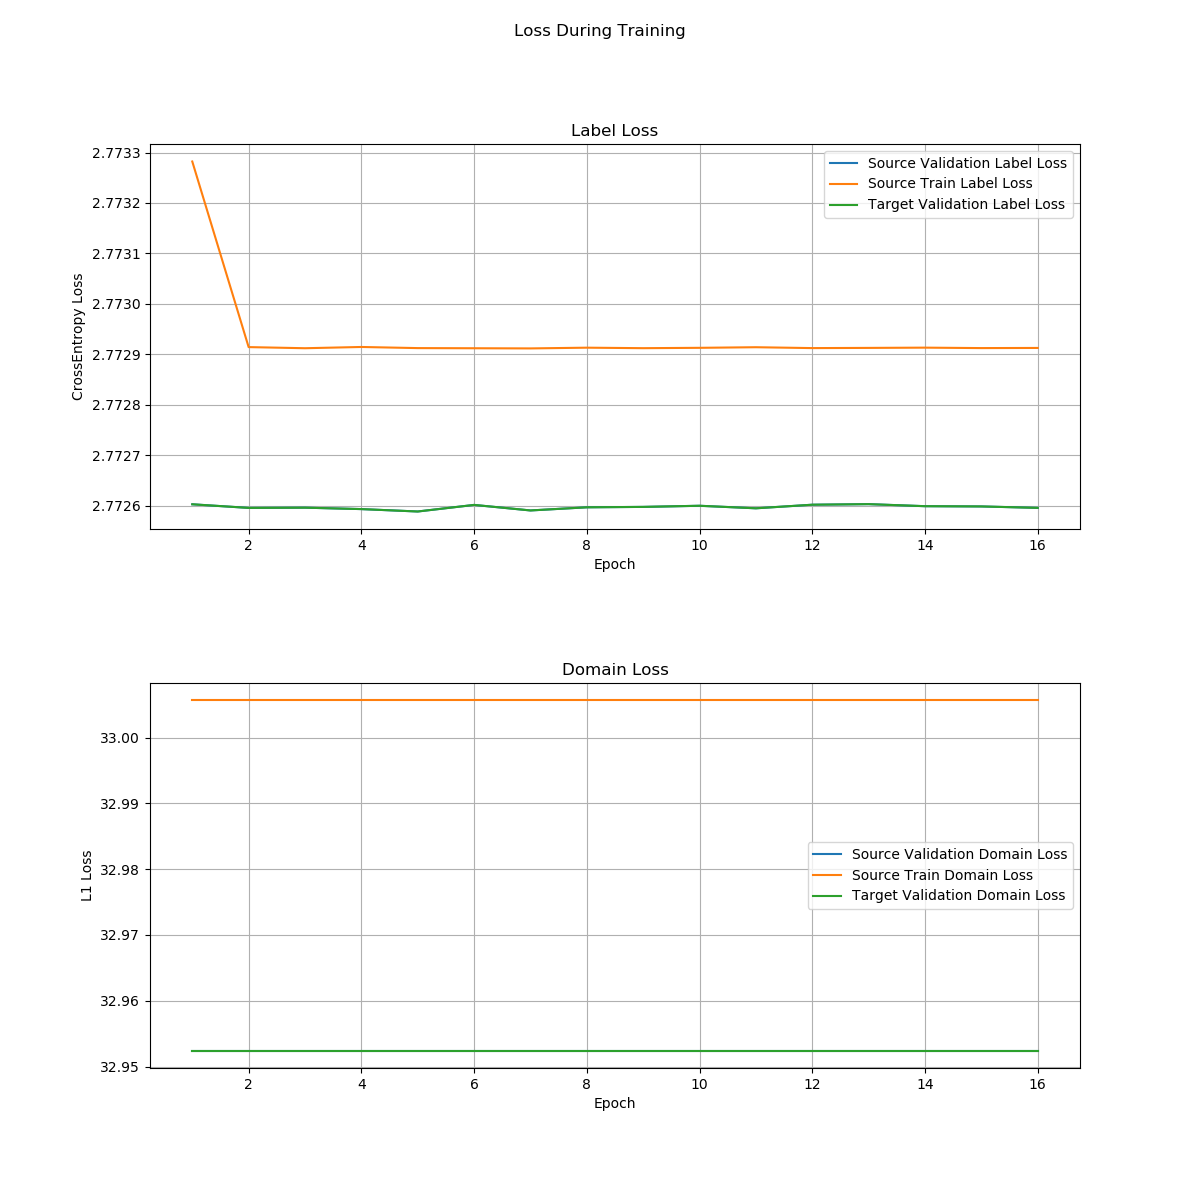 Loss During Training
Label Loss
2.7733
2.7732
2.7731
2.7730
2.7729
2.7728
2.7727
2.7726
CrossEntropy Loss
Source Validation Label Loss
Source Train Label Loss
Target Validation Label Loss
2 4 6 8 10 12 14 16
Epoch
Domain Loss
33.00
32.99
32.98
32.97
32.96
32.95
L1 Loss
Source Validation Domain Loss
Source Train Domain Loss
Target Validation Domain Loss
2 4 6 8 10 12 14 16
Epoch